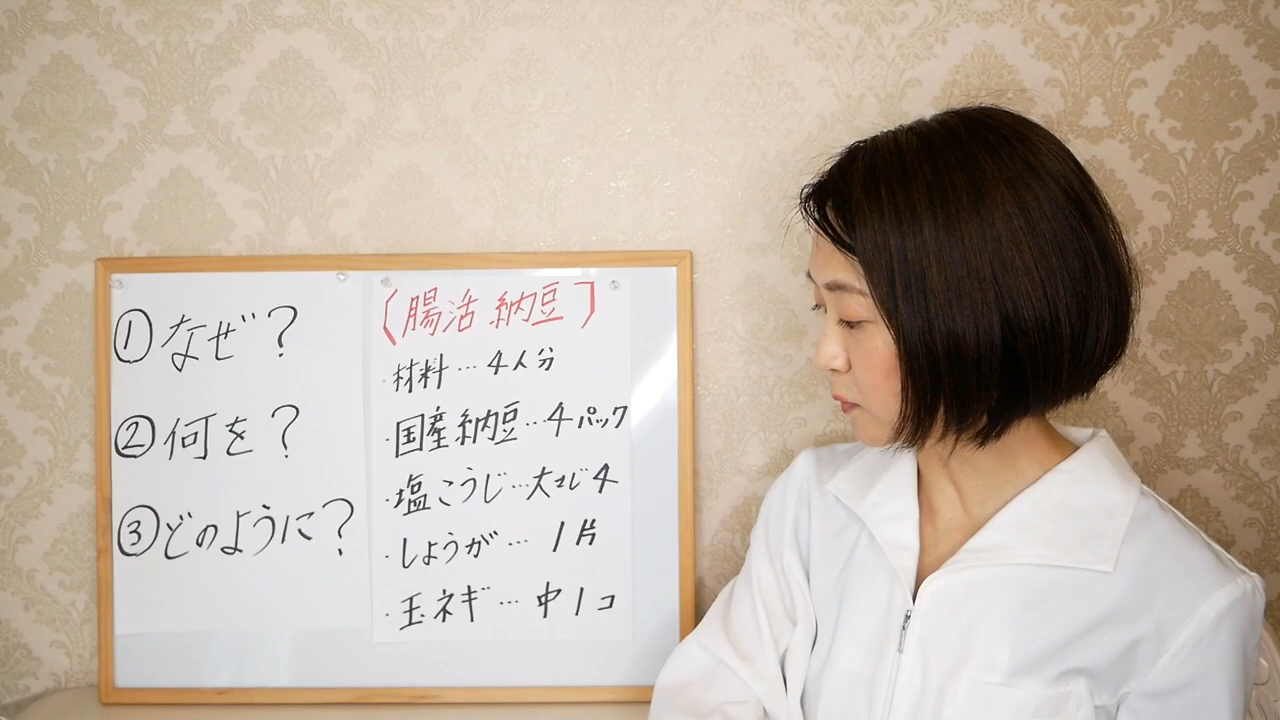 ① なぜ？
② 何を？
③ どのように？
〔腸活 納豆〕
・材料…4人分
・国産納豆…4パック
・塩こうじ…大さじ4
・しょうが… 1片
・玉ネギ… 中1コ